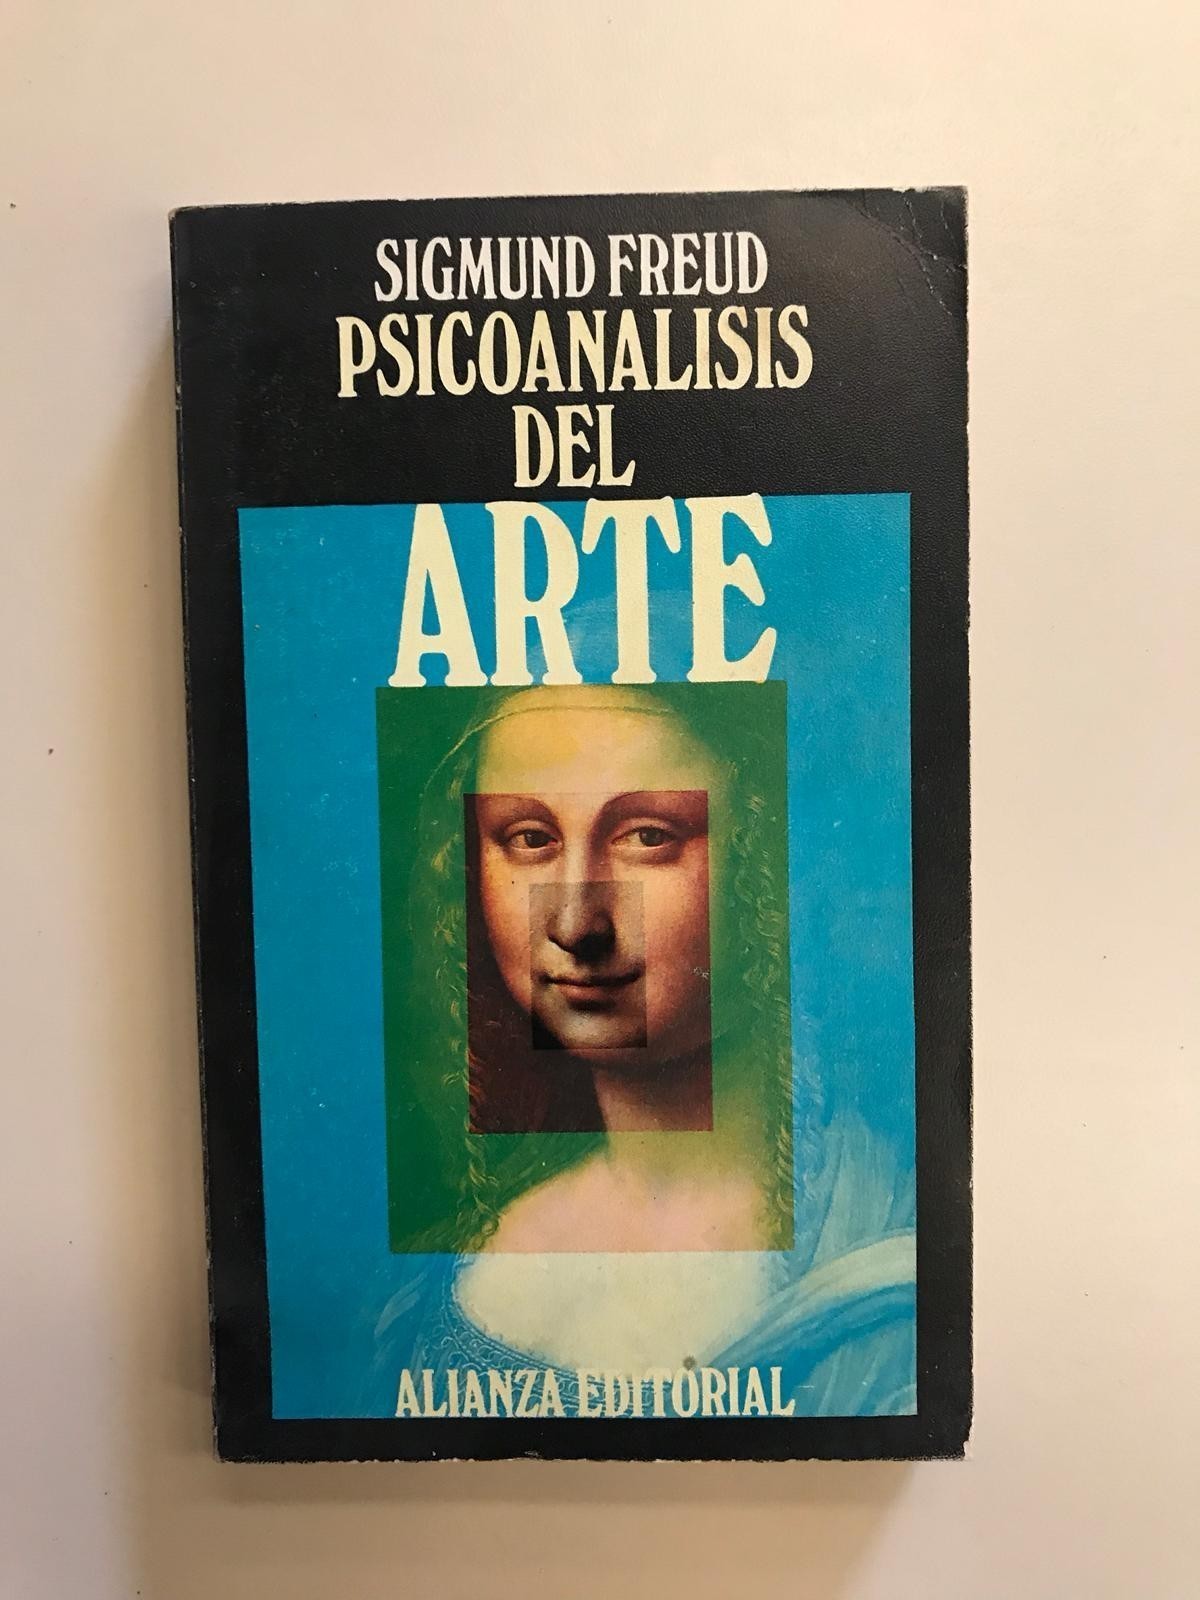 SIGMUND FREUD
PSICOANALISIS
DEL
ARTE
ALIANZA EDITORIAL